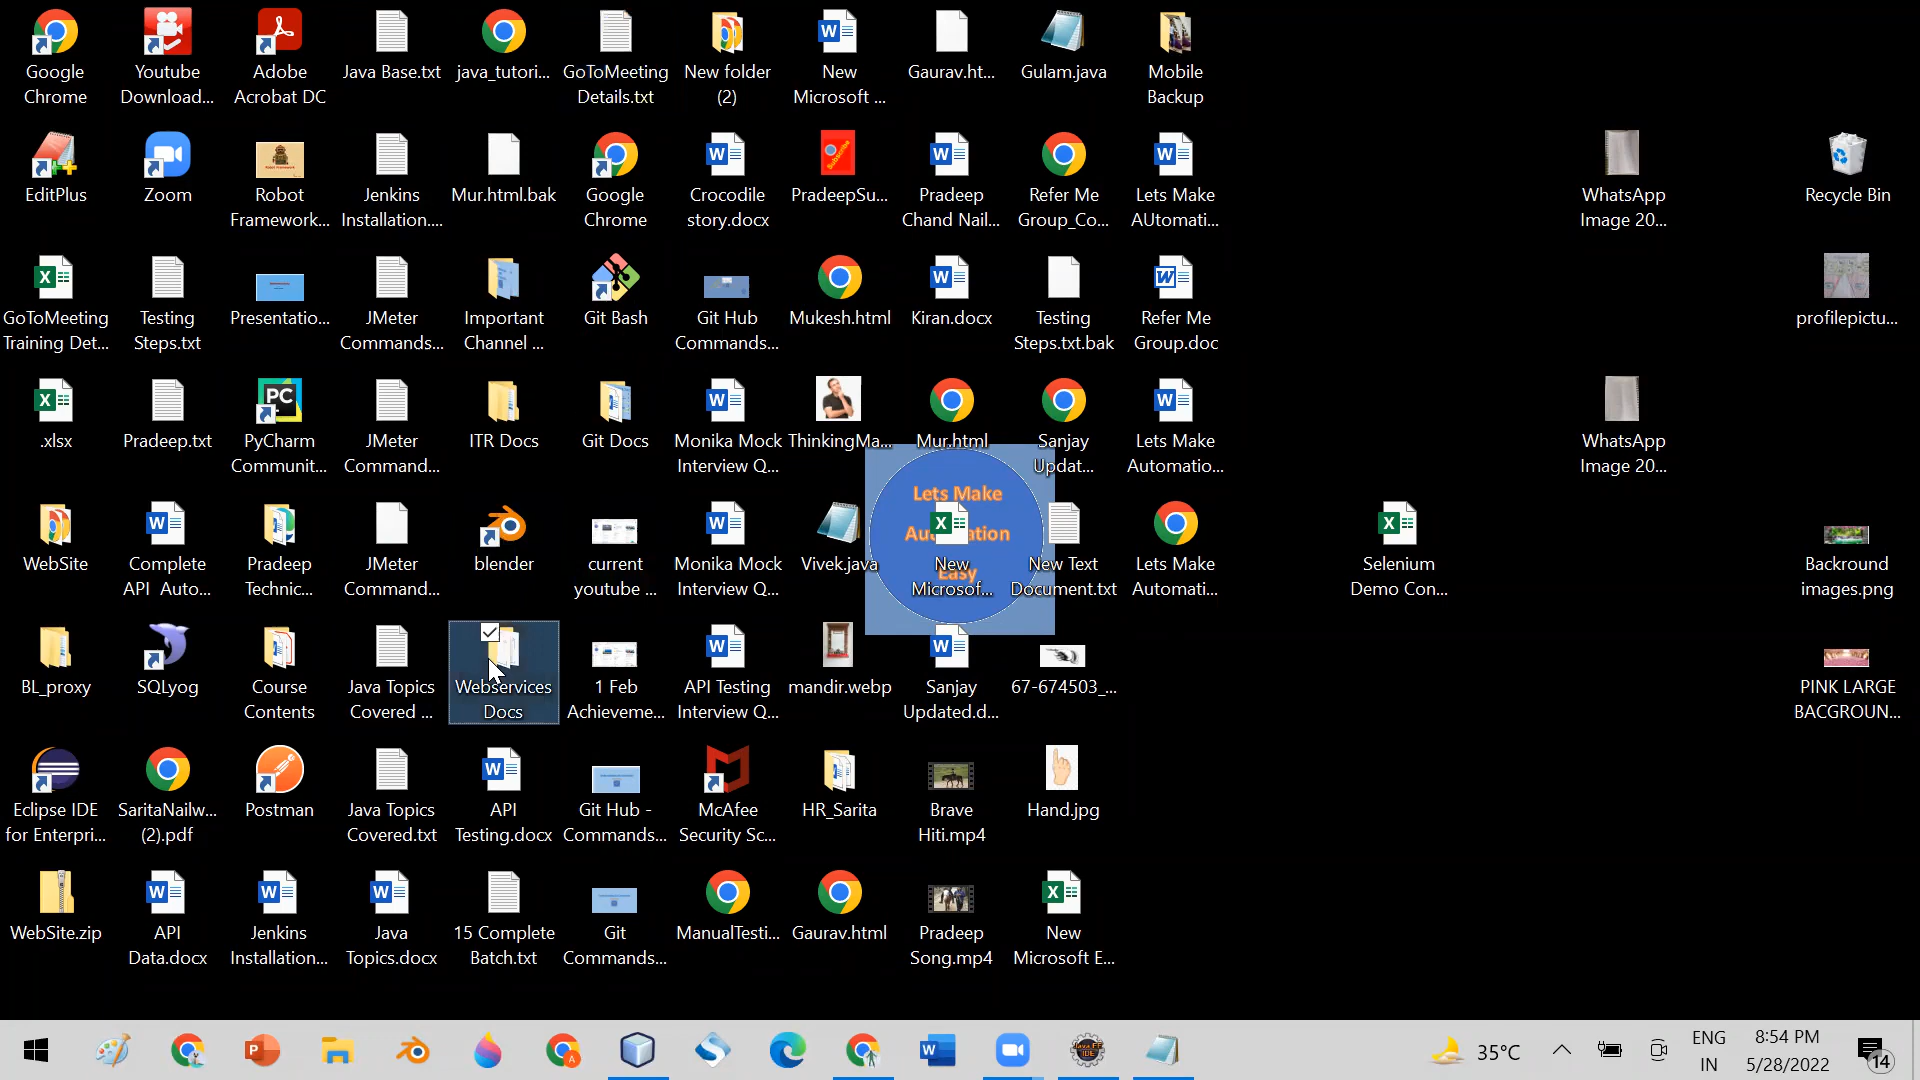 Google
Chrome
Youtube
Download...
Adobe
Acrobat DC
Java Base.txt
java_tutori...
GoToMeeting
Details.txt
New folder
(2)
New
Microsoft ...
Gaurav.ht...
Gulam.java
Mobile
Backup
EditPlus
Zoom
Robot
Framework...
Jenkins
Installation....
Mur.html.bak
Google
Chrome
Crocodile
story.docx
Subscribe
PradeepSu...
Pradeep
Chand Nail...
Refer Me
Group_Co...
Lets Make
AUtomati...
WhatsApp
Image 20...
Recycle Bin
GoToMeeting
Training Det...
Testing
Steps.txt
Presentatio...
JMeter
Commands...
Important
Channel ...
Git Bash
Git Hub
Commands...
Mukesh.html
Kiran.docx
Testing
Steps.txt.bak
Refer Me
Group.doc
profilepictu...
.xlsx
Pradeep.txt
PC
PyCharm
Communit...
JMeter
Command...
ITR Docs
Git Docs
Monika Mock
Interview Q...
ThinkingMa...
Mur.html
Sanjay
Updat...
Lets Make
Automatio...
WhatsApp
Image 20...
Lets Make
Automation
Easy
WebSite
Complete
API Auto...
Pradeep
Technic...
JMeter
Command...
blender
current
youtube ...
Monika Mock
Interview Q...
Vivek.java
New
Microsof...
New Text
Document.txt
Lets Make
Automati...
Selenium
Demo Con...
Backround
images.png
BL_proxy
SQLyog
Course
Contents
Java Topics
Covered ...
Webservices
Docs
1 Feb
Achieveme...
API Testing
Interview Q...
mandir.webp
Sanjay
Updated.d...
67-674503_...
PINK LARGE
BACGROUN...
Eclipse IDE
for Enterpri...
SaritaNailw...
(2).pdf
Postman
Java Topics
Covered.txt
API
Testing.docx
Git Hub -
Commands...
McAfee
Security Sc...
HR_Sarita
Brave
Hiti.mp4
Hand.jpg
WebSite.zip
API
Data.docx
Jenkins
Installation...
Java
Topics.docx
15 Complete
Batch.txt
Git
Commands...
ManualTesti...
Gaurav.html
Pradeep
Song.mp4
New
Microsoft E...
35°C
ENG
IN
8:54 PM
5/28/2022
14